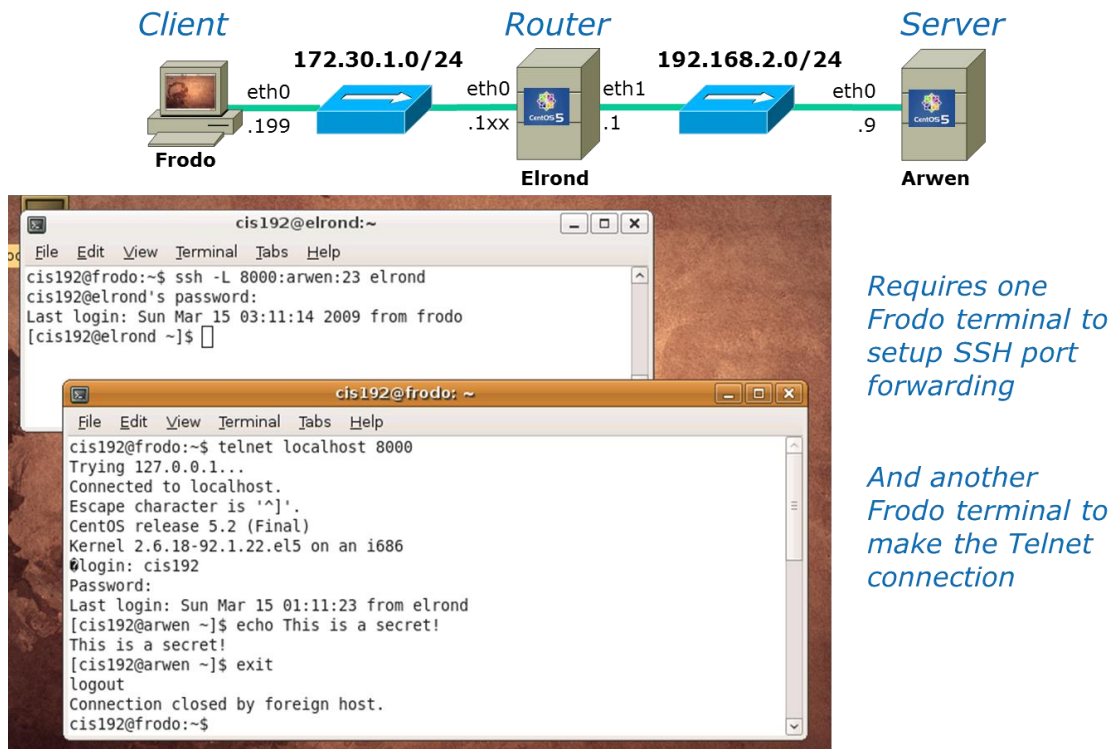 Client
Router
Server
172.30.1.0/24
192.168.2.0/24
eth0
eth0
eth1
eth0
CentOS 5
CentOS 5
.199
.1xx
.1
.9
Frodo
Elrond
Arwen
cis192@elrond:~
File Edit View Terminal Tabs Help
cis192@frodo:~$ ssh -L 8000:arwen:23 elrond
cis192@elrond's password:
Last login: Sun Mar 15 03:11:14 2009 from frodo
[cis192@elrond ~]$
cis192@frodo: ~
File Edit View Terminal Tabs Help
cis192@frodo:~$ telnet localhost 8000
Trying 127.0.0.1...
Connected to localhost.
Escape character is '^]'.
CentOS release 5.2 (Final)
Kernel 2.6.18-92.1.22.el5 on an i686
�login: cis192
Password:
Last login: Sun Mar 15 01:11:23 from elrond
[cis192@arwen ~]$ echo This is a secret!
This is a secret!
[cis192@arwen ~]$ exit
logout
Connection closed by foreign host.
cis192@frodo:~$
Requires one
Frodo terminal to
setup SSH port
forwarding
And another
Frodo terminal to
make the Telnet
connection